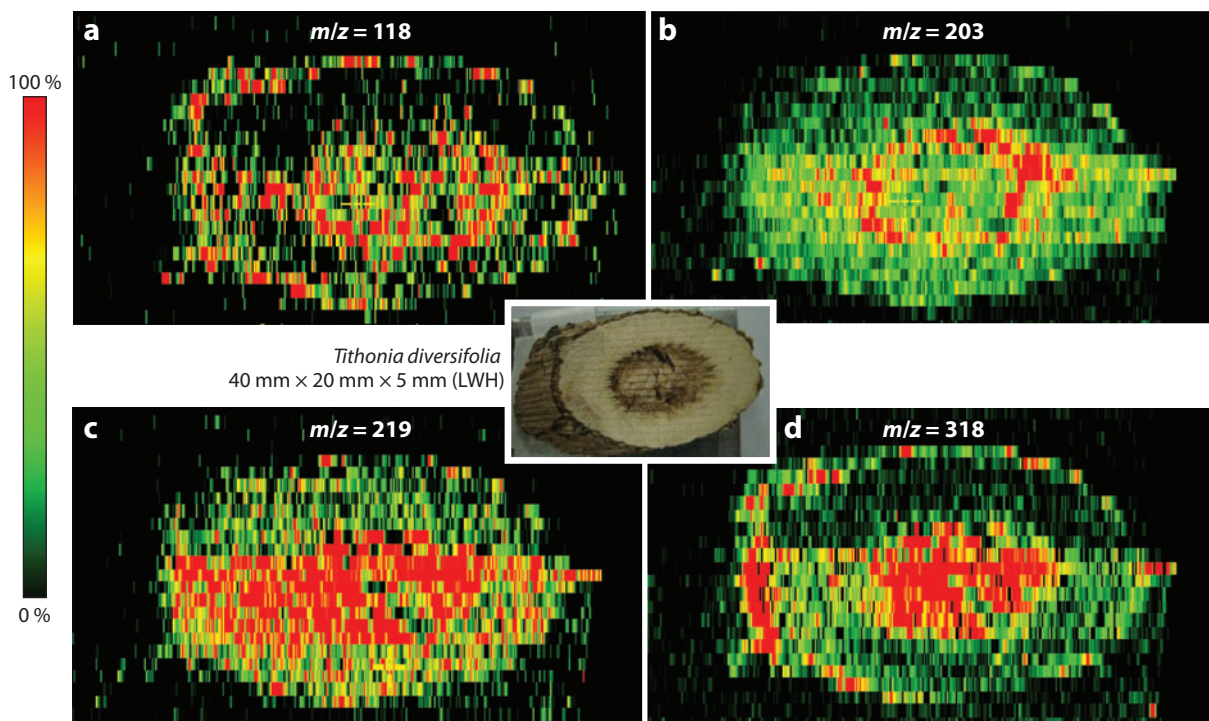 a
m/z = 118
b
m/z = 203
100 %
0 %
Tithonia diversifolia
40 mm × 20 mm × 5 mm (LWH)
c
m/z = 219
d
m/z = 318